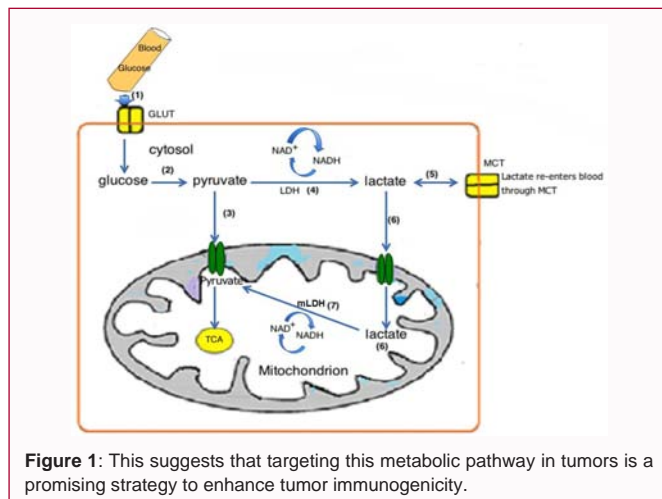 Blood
Glucose
(1)
GLUT
cytosol
NAD+
NADH
MCT
glucose
(2)
pyruvate
LDH (4)
lactate
(5)
Lactate re-enters blood
through MCT
(3)
(6)
Pyruvate
mLDH (7)
NAD+
NADH
lactate
(6)
TCA
Mitochondrion
Figure 1: This suggests that targeting this metabolic pathway in tumors is a
promising strategy to enhance tumor immunogenicity.